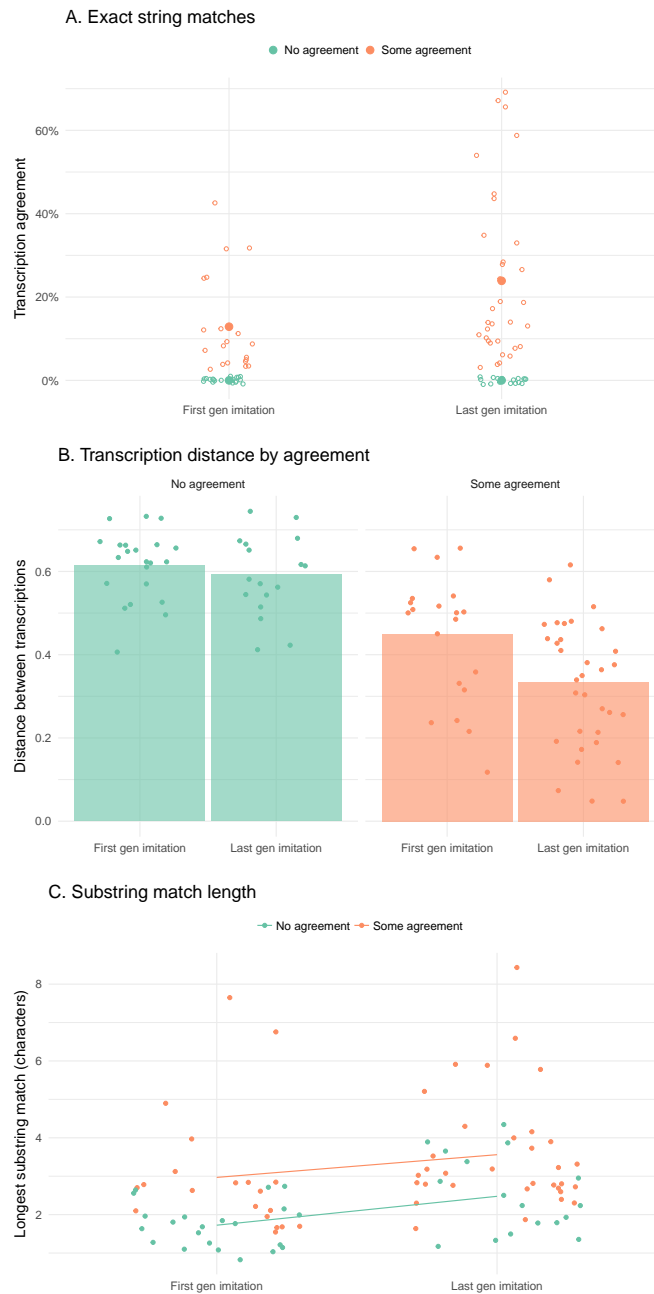 A. Exact string matches
No agreement Some agreement
Transcription agreement
60%
40%
20%
0%
First gen imitation Last gen imitation
B. Transcription distance by agreement
No agreement Some agreement
Distance between transcriptions
0.6
0.4
0.2
0.0
First gen imitation Last gen imitation First gen imitation Last gen imitation
C. Substring match length
No agreement Some agreement
Longest substring match (characters)
8
6
4
2
First gen imitation Last gen imitation